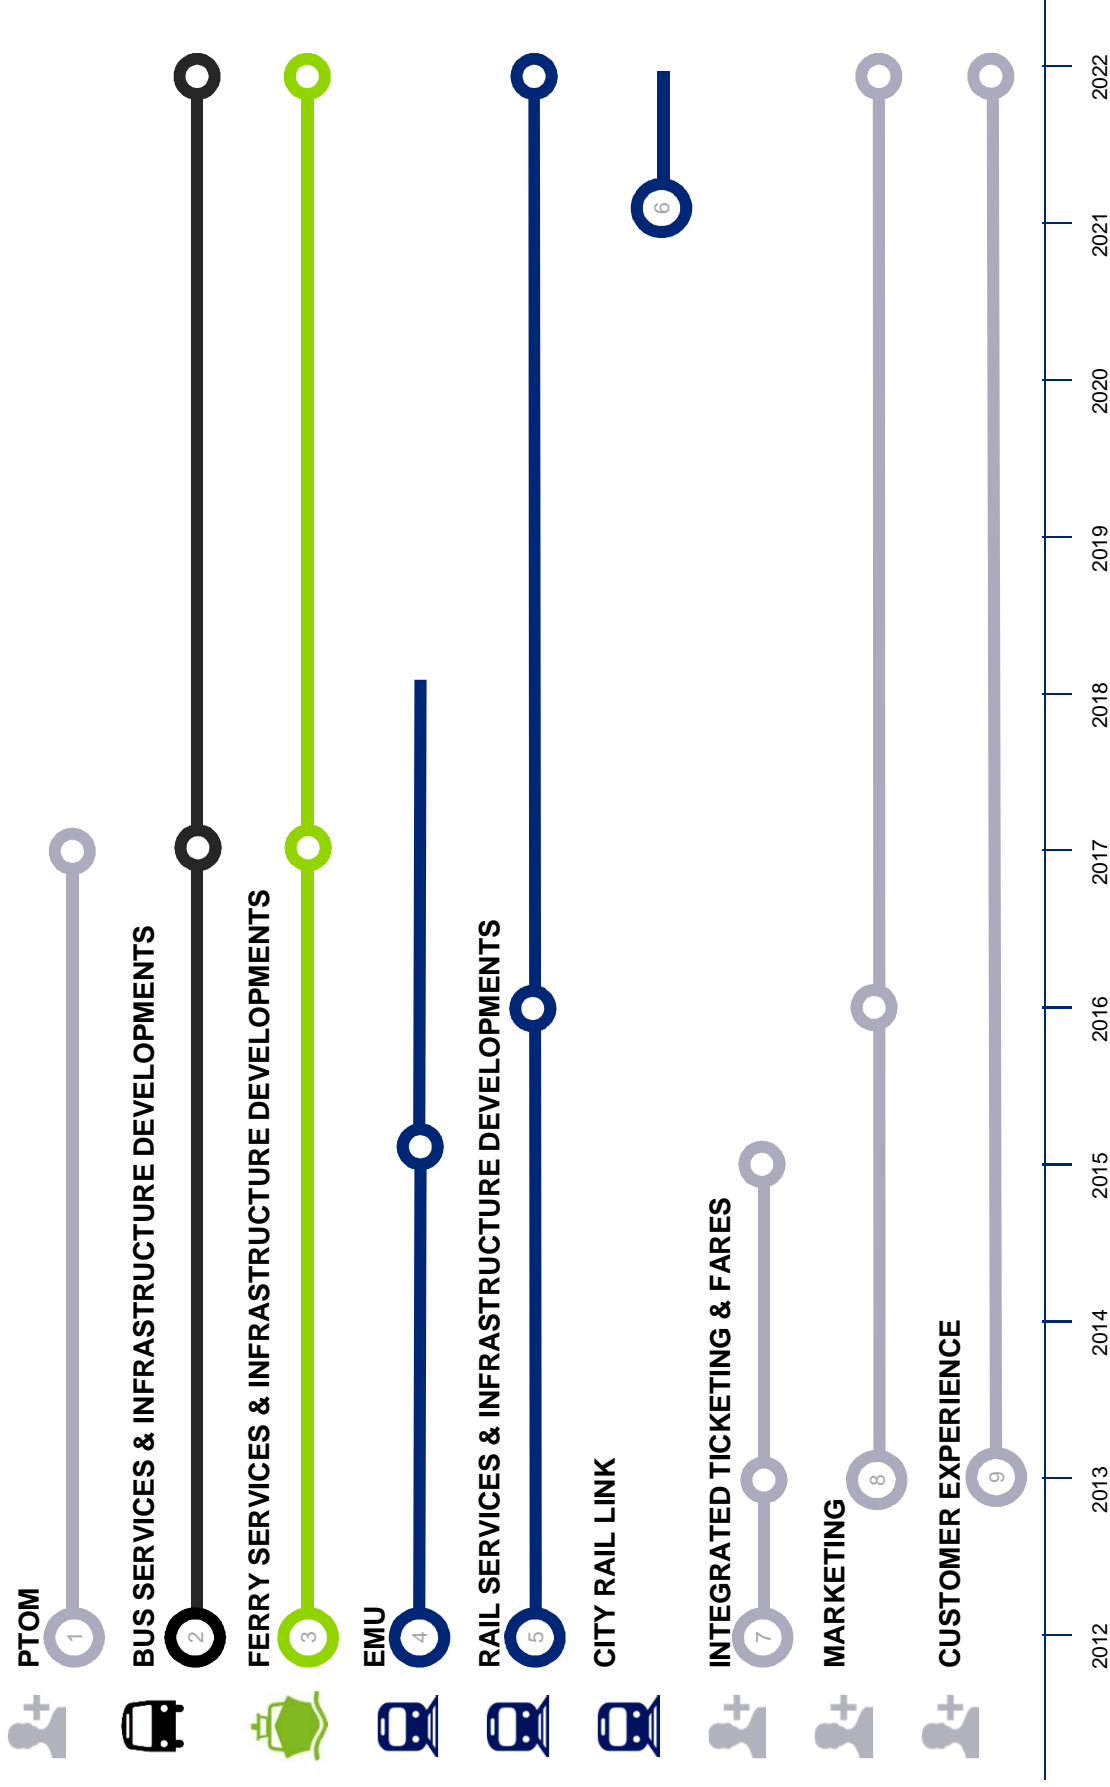 PTOM
1
BUS SERVICES & INFRASTRUCTURE DEVELOPMENTS
2
FERRY SERVICES & INFRASTRUCTURE DEVELOPMENTS
3
EMU
4
RAIL SERVICES & INFRASTRUCTURE DEVELOPMENTS
5
CITY RAIL LINK
6
INTEGRATED TICKETING & FARES
7
MARKETING
8
CUSTOMER EXPERIENCE
9
2012 2013 2014 2015 2016 2017 2018 2019 2020 2021 2022